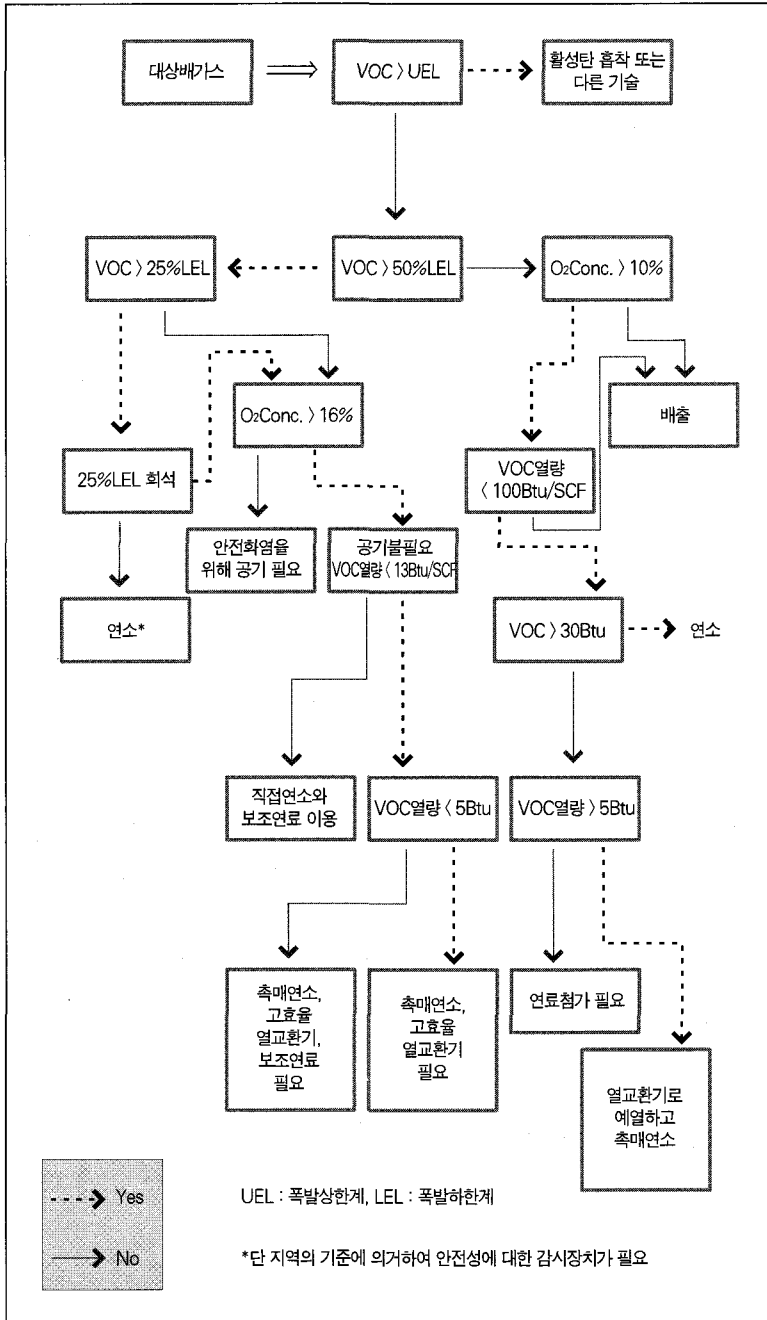 대상배가스
VOC > UEL
활성탄 흡착 또는
다른 기술
VOC > 25%LEL
VOC > 50%LEL
O2Conc. > 10%
O2Conc. > 16%
배출
25%LEL 희석
VOC열량
< 100Btu/SCF
안전화염을
위해 공기 필요
공기불필요
VOC열량 < 13Btu/SCF
연소*
VOC > 30Btu
연소
직접연소와
보조연료 이용
VOC열량 < 5Btu
VOC열량 > 5Btu
촉매연소,
고효율
열교환기,
보조연료
필요
촉매연소,
고효율
열교환기
필요
연료첨가 필요
열교환기로
예열하고
촉매연소
Yes
No
UEL : 폭발상한계, LEL : 폭발하한계
*단 지역의 기준에 의거하여 안전성에 대한 감시장치가 필요